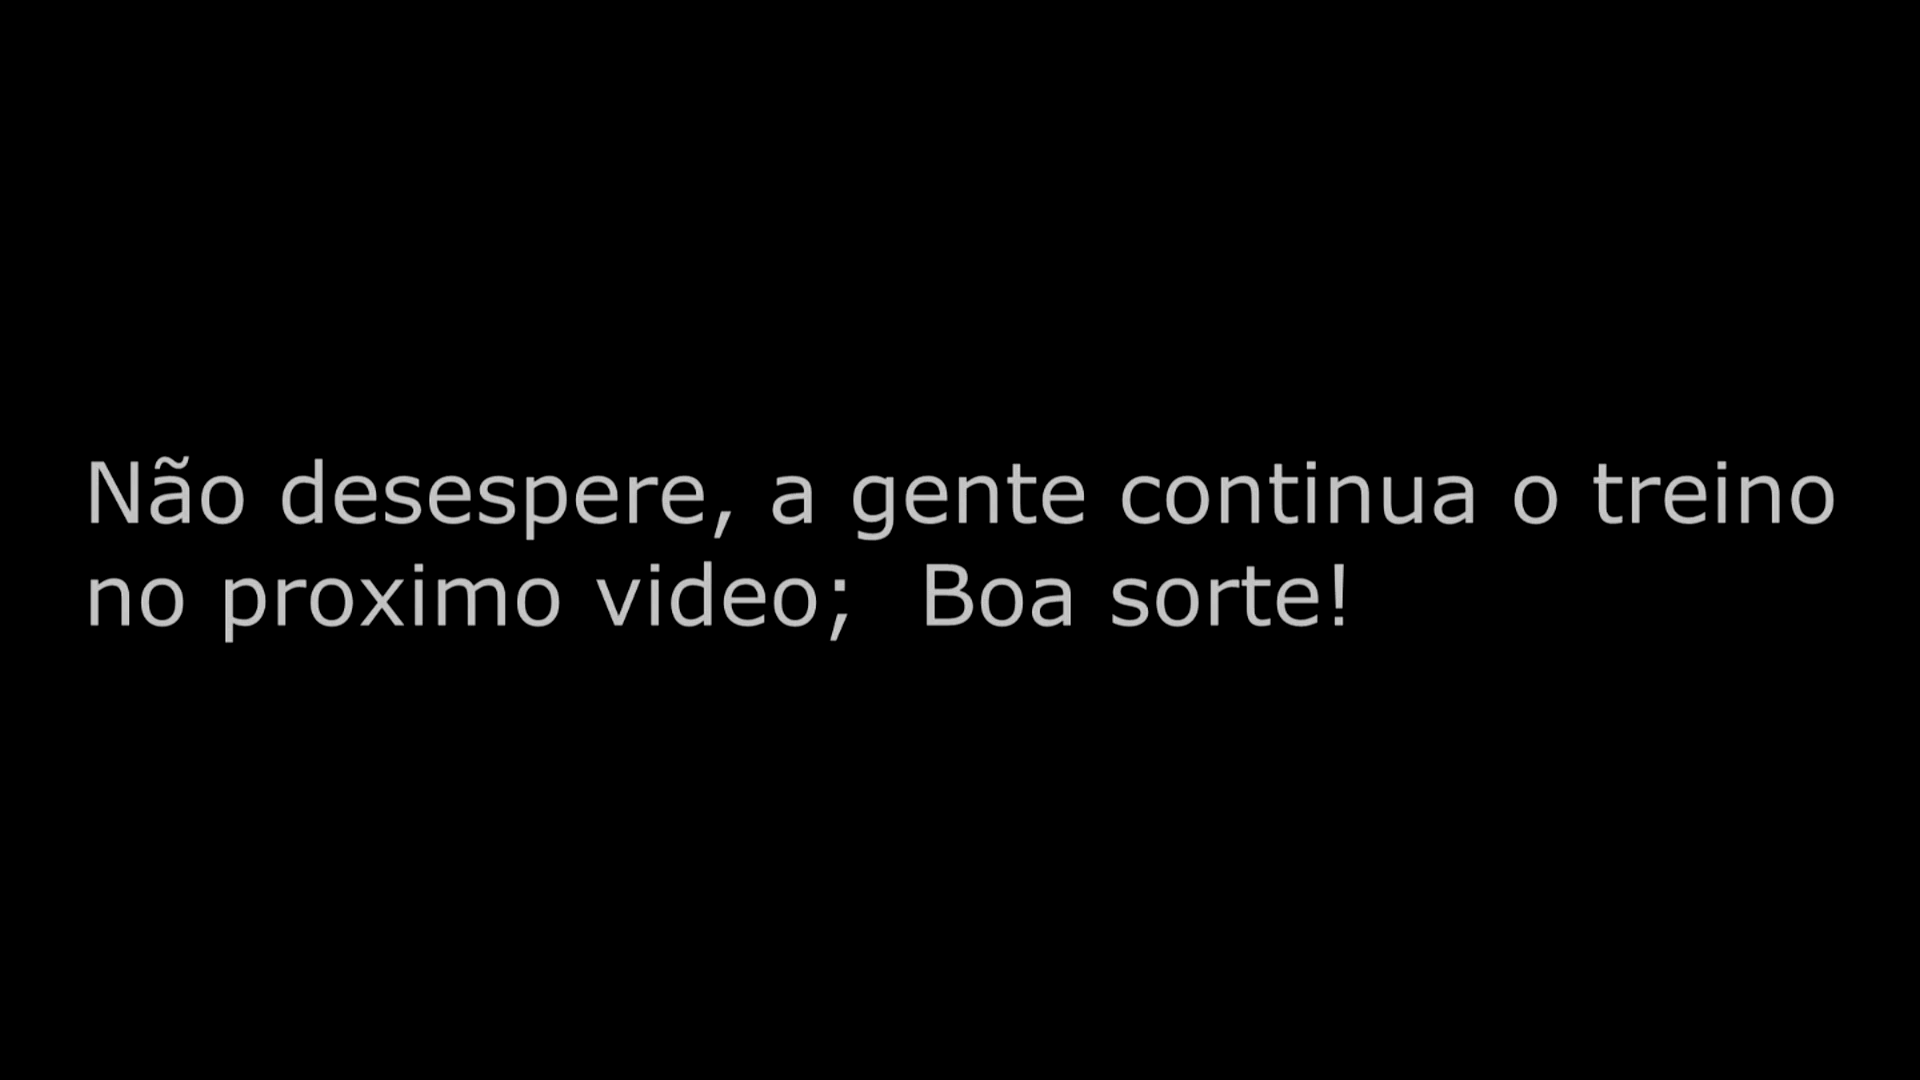 Não desespere, a gente continua o treino
no proximo video;  Boa sorte!